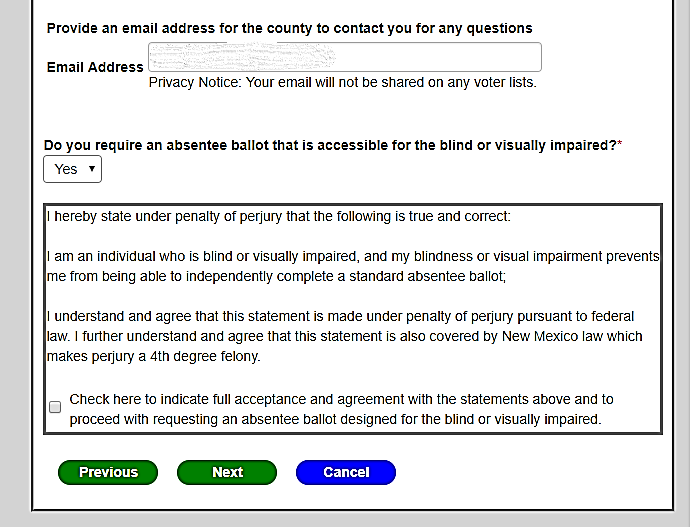 Provide an email address for the county to contact you for any questions
Email Address
Privacy Notice: Your email will not be shared on any voter lists.
Do you require an absentee ballot that is accessible for the blind or visually impaired?*
Yes
I hereby state under penalty of perjury that the following is true and correct:
I am an individual who is blind or visually impaired, and my blindness or visual impairment prevents
me from being able to independently complete a standard absentee ballot;
I understand and agree that this statement is made under penalty of perjury pursuant to federal
law. I further understand and agree that this statement is also covered by New Mexico law which
makes perjury a 4th degree felony.
Check here to indicate full acceptance and agreement with the statements above and to
proceed with requesting an absentee ballot designed for the blind or visually impaired.
Previous Next Cancel